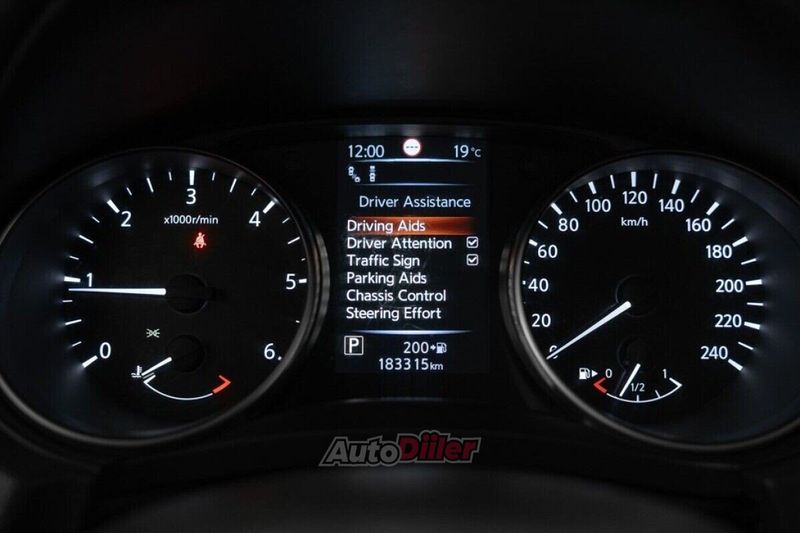 12:00 19°C
Driver Assistance
Driving Aids
Driver Attention
Traffic Sign
Parking Aids
Chassis Control
Steering Effort
P 200
183315km
0 1 2 3 4 5 6
x1000r/min
0 20 40 60 80 100 120 140 160 180 200 220 240
km/h
0 1/2 1
AutoDiiler